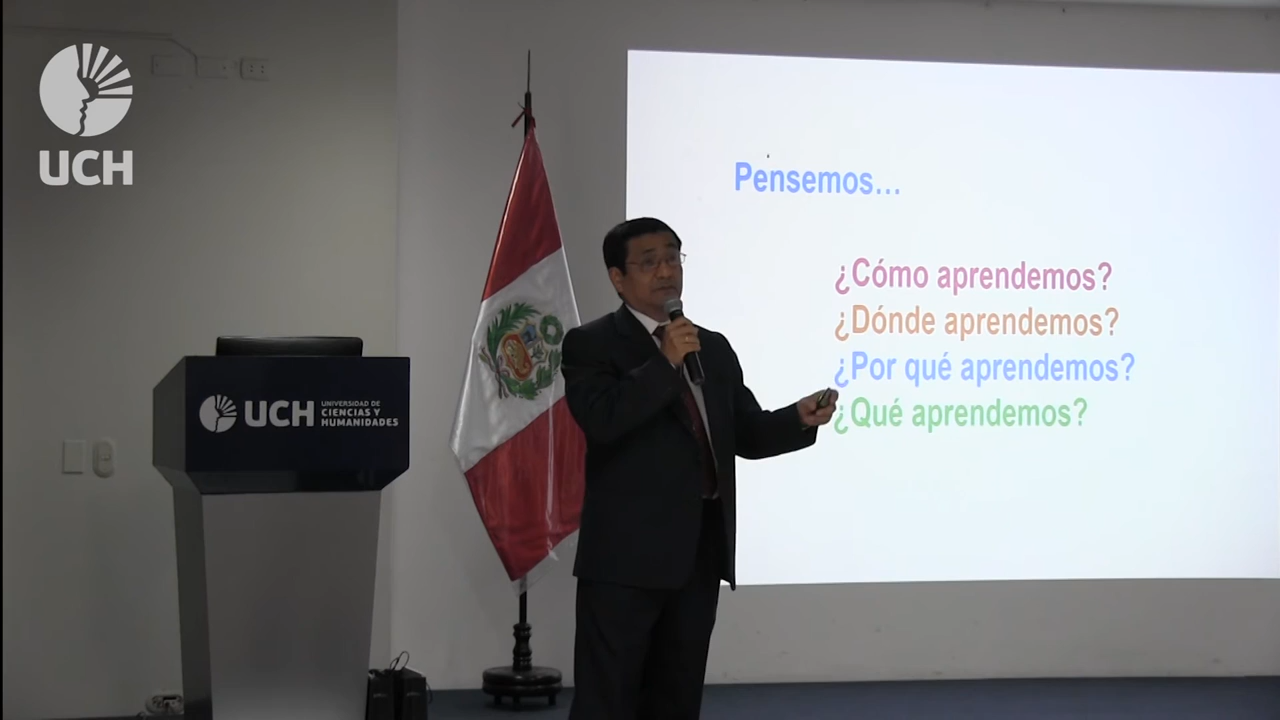 UCH
Pensemos...
¿Cómo aprendemos?
¿Dónde aprendemos?
¿Por qué aprendemos?
¿Qué aprendemos?
UCH
UNIVERSIDAD DE
CIENCIAS Y
HUMANIDADES